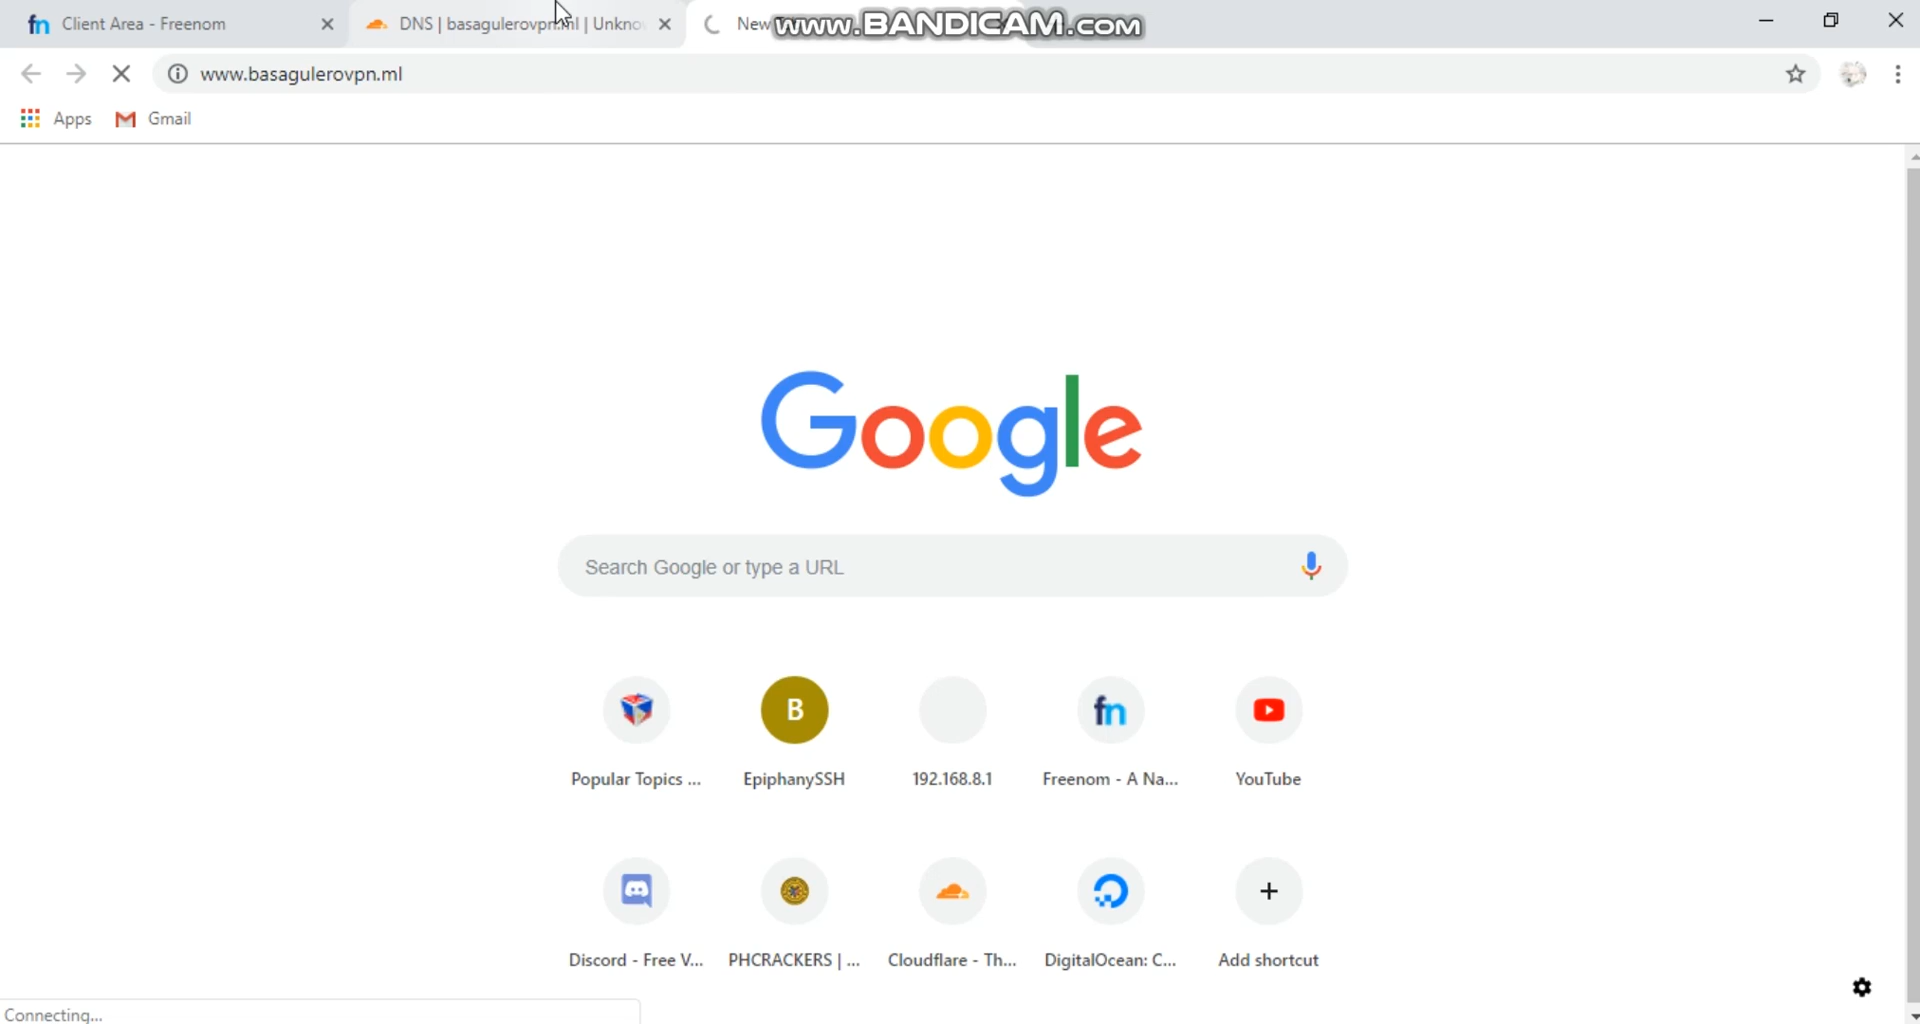 fn Client Area - Freenom
DNS | basagulerovpn.ml | Unkno
New
www.BANDICAM.com
www.basagulerovpn.ml
Apps
Gmail
Google
Search Google or type a URL
B
fn
Popular Topics ...
EpiphanySSH
192.168.8.1
Freenom - A Na...
YouTube
Discord - Free V...
PHCRACKERS | ...
Cloudflare - Th...
DigitalOcean: C...
Add shortcut
Connecting...